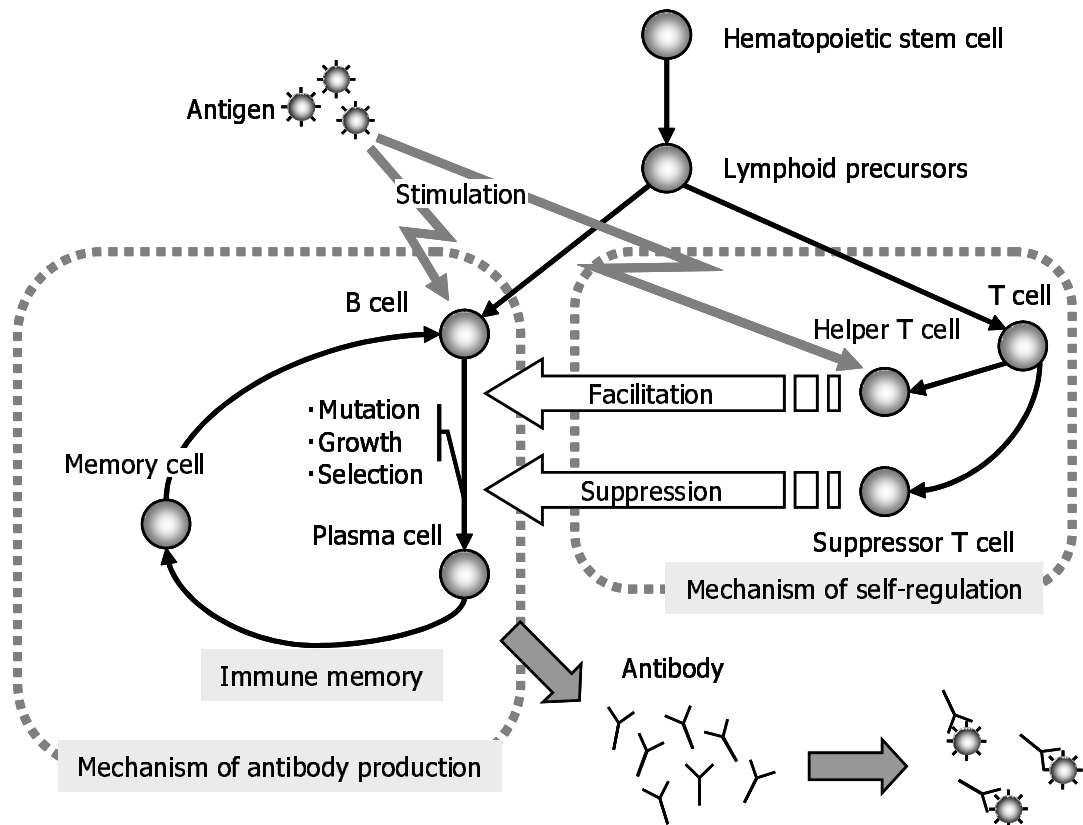 Hematopoietic stem cell
Antigen
Lymphoid precursors
Stimulation
B cell
T cell
Helper T cell
Facilitation
・Mutation
・Growth
・Selection
Memory cell
Suppression
Plasma cell
Suppressor T cell
Mechanism of self-regulation
Immune memory
Antibody
Mechanism of antibody production